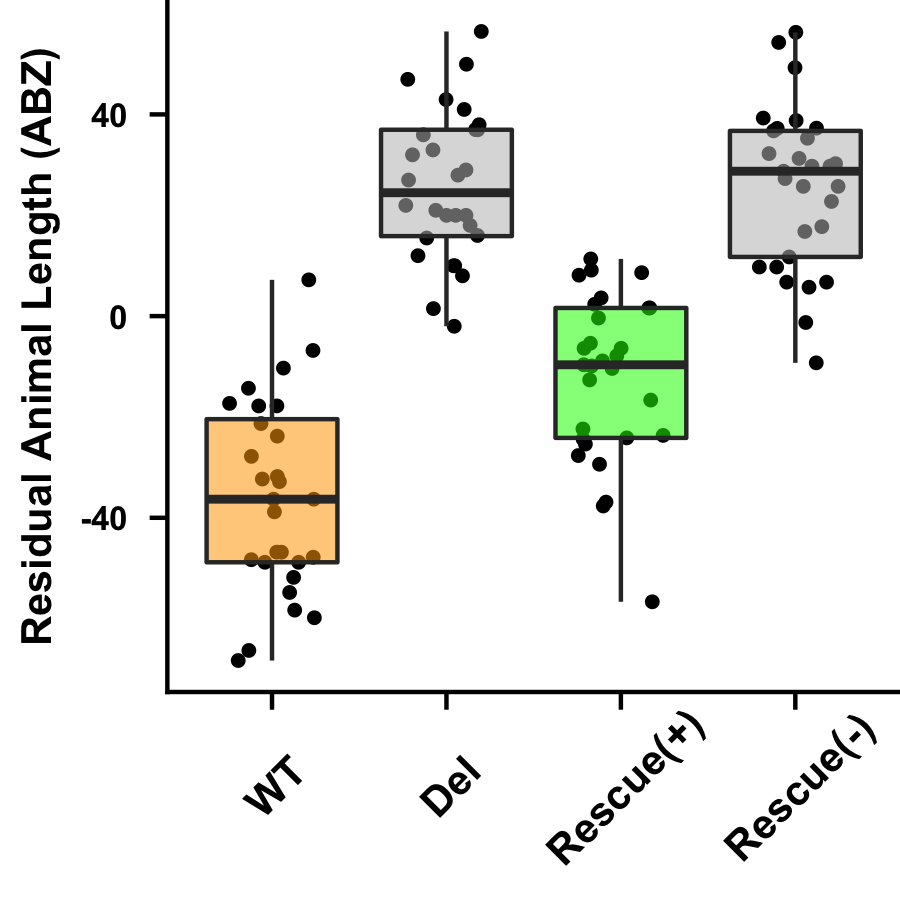 Residual Animal Length (ABZ)
40
0
-40
WT
Del
Rescue(+)
Rescue(-)